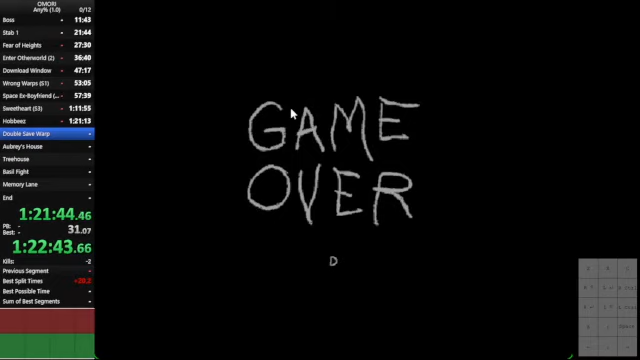 OMORI
Any% (1.0) 0/12
Boss 11:43
Stab 1 21:44
Fear of Heights 27:30
Enter Otherworld (2) 36:40
Download Window 47:17
Wrong Warps (S1) 53:05
Space Ex-Boyfriend (... 57:39
Sweetheart (S3) 1:11:55
Hobbeez 1:21:13
Double Save Warp -
Aubrey's House -
Treehouse -
Basil Fight -
Memory Lane -
End -
1:21:44.46
PB: -
Best: - 31.07
1:22:43.66
Kills: -2
Previous Segment -
Best Split Times +28.2
Best Possible Time -
Sum of Best Segments -
GAME
OVER
D